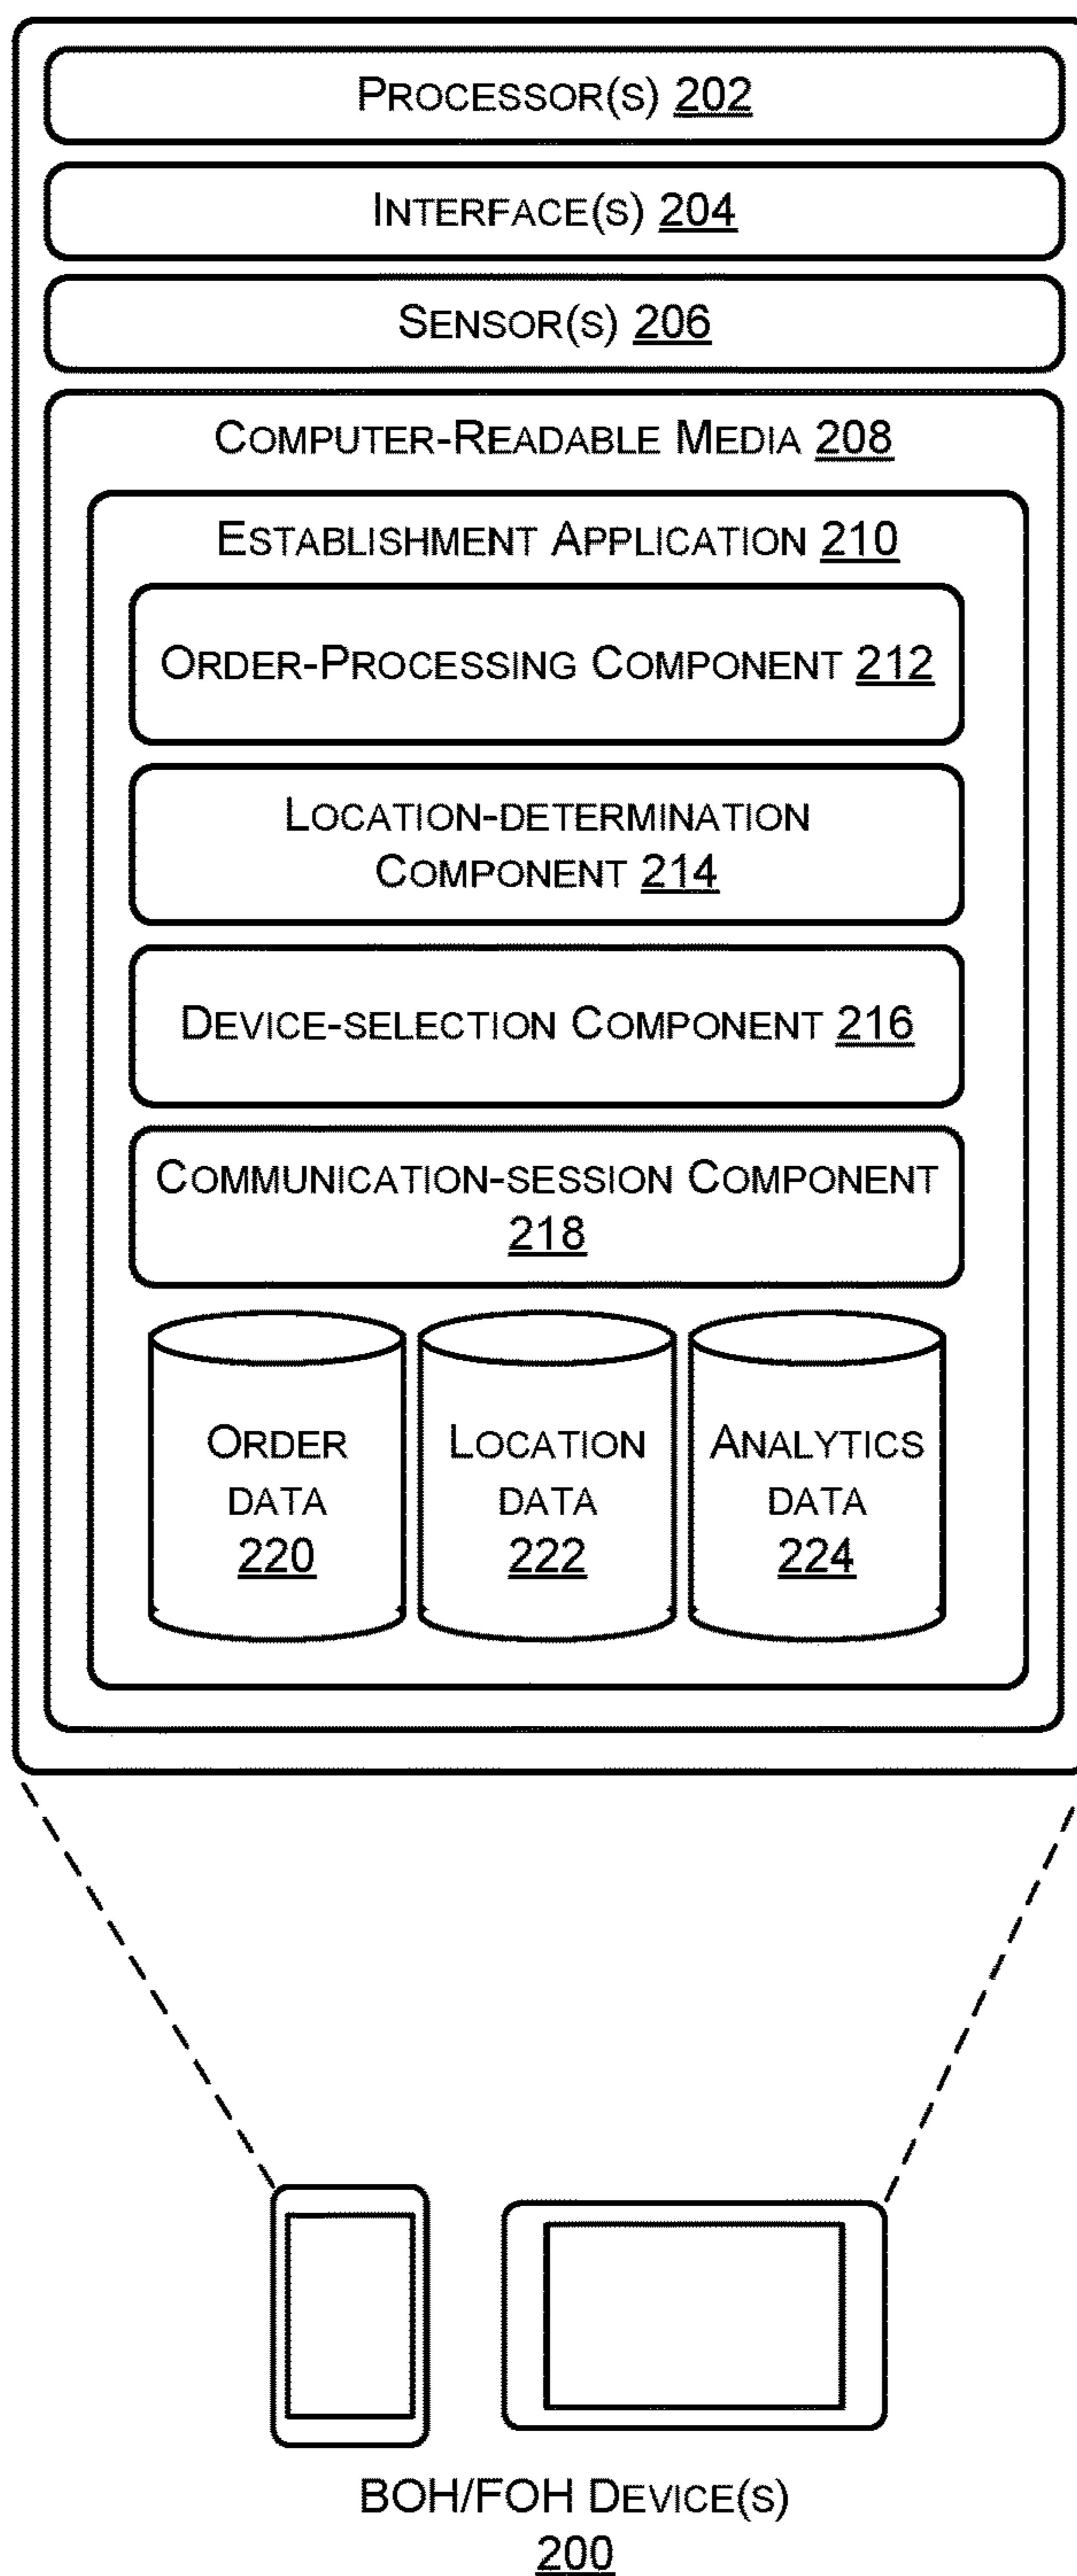 PROCESSOR(S) 202
INTERFACE(S) 204
SENSOR(S) 206
COMPUTER-READABLE MEDIA 208
ESTABLISHMENT APPLICATION 210
ORDER-PROCESSING COMPONENT 212
LOCATION-DETERMINATION
COMPONENT 214
DEVICE-SELECTION COMPONENT 216
COMMUNICATION-SESSION COMPONENT
218
ORDER
DATA
220
LOCATION
DATA
222
ANALYTICS
DATA
224
BOH/FOH DEVICE(S)
200